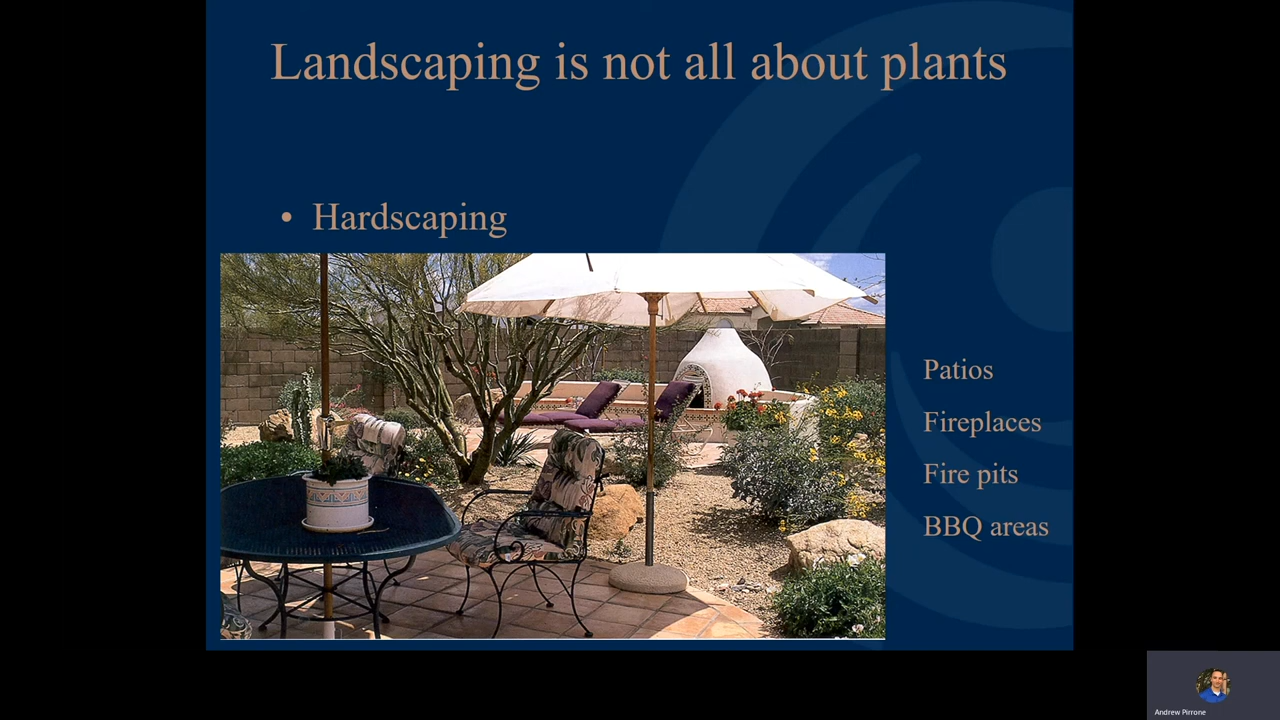 Landscaping is not all about plants
• Hardscaping
Patios
Fireplaces
Fire pits
BBQ areas
Andrew Pirrone